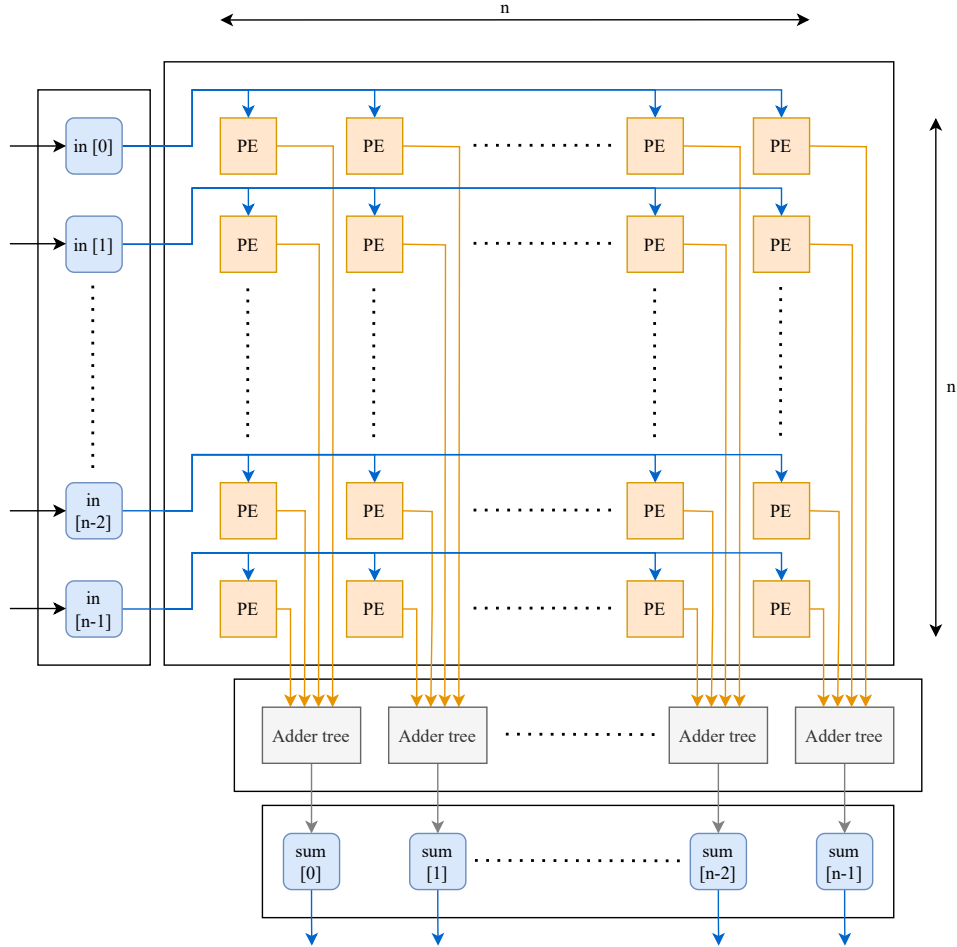 n
in [0]
PE
PE
PE
PE
in [1]
PE
PE
PE
PE
n
in
[n-2]
PE
PE
PE
PE
in
[n-1]
PE
PE
PE
PE
Adder tree
Adder tree
Adder tree
Adder tree
sum
[0]
sum
[1]
sum
[n-2]
sum
[n-1]